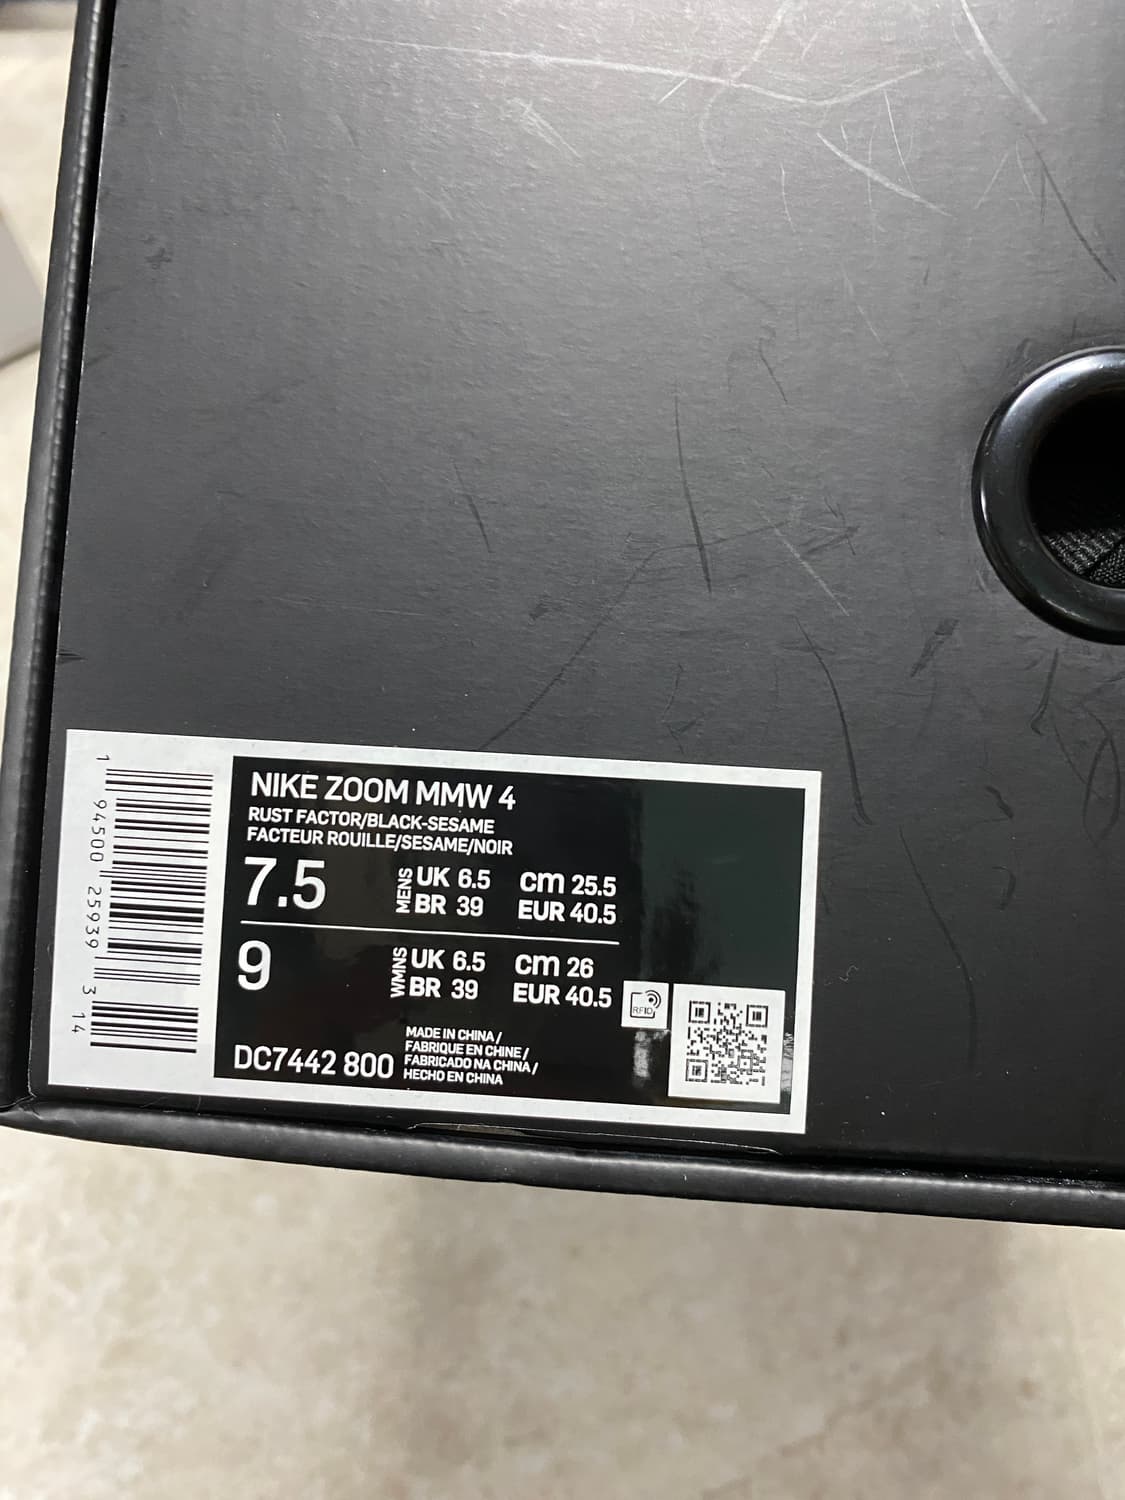 NIKE ZOOM MMW 4
RUST FACTOR/BLACK-SESAME
FACTEUR ROUILLE/SESAME/NOIR
7.5 MENS UK 6.5 cm 25.5
BR 39 EUR 40.5
9 WMNS UK 6.5 cm 26
BR 39 EUR 40.5
RFID
DC7442 800
MADE IN CHINA /
FABRIQUE EN CHINE /
FABRICADO NA CHINA /
HECHO EN CHINA
1 94500 25939 3 14